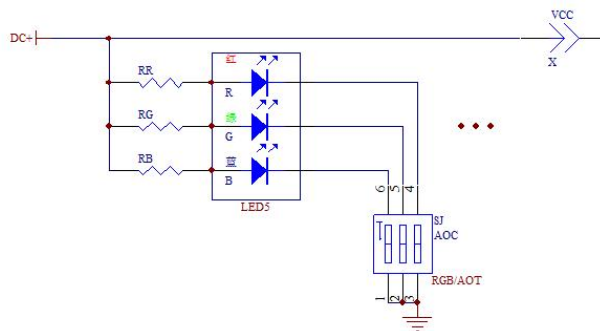 VCC
DC+
X
红
RR
R
绿
RG
G
蓝
RB
B
LED5
6
5
4
SJ
AOC
RGB/AOT
1
2
3